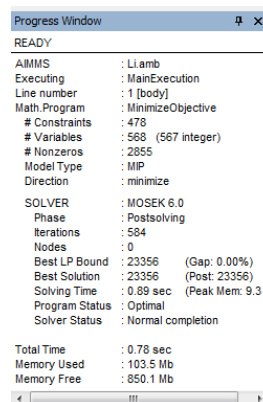 Progress Window
READY
AIMMS : Li.amb
Executing : MainExecution
Line number : 1 [body]
Math.Program : MinimizeObjective
# Constraints : 478
# Variables : 568 (567 integer)
# Nonzeros : 2855
Model Type : MIP
Direction : minimize
SOLVER : MOSEK 6.0
Phase : Postsolving
Iterations : 584
Nodes : 0
Best LP Bound : 23356 (Gap: 0.00%)
Best Solution : 23356 (Post: 23356)
Solving Time : 0.89 sec (Peak Mem: 9.3
Program Status : Optimal
Solver Status : Normal completion
Total Time : 0.78 sec
Memory Used : 103.5 Mb
Memory Free : 850.1 Mb